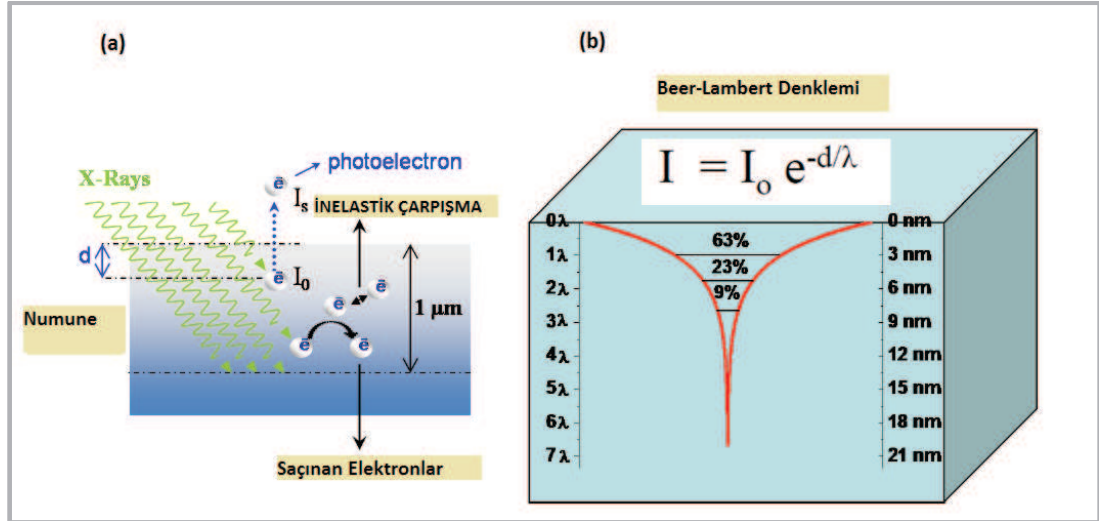 (a)
photoelectron
X-Rays
ē
I_s
İNELASTİK ÇARPIŞMA
d
ē
I_0
ē
ē
1 µm
Numune
ē
ē
Saçınan Elektronlar
(b)
Beer-Lambert Denklemi
I = I_o e^{-d/λ}
0λ
0 nm
63%
1λ
3 nm
23%
2λ
6 nm
9%
3λ
9 nm
4λ
12 nm
5λ
15 nm
6λ
18 nm
7λ
21 nm